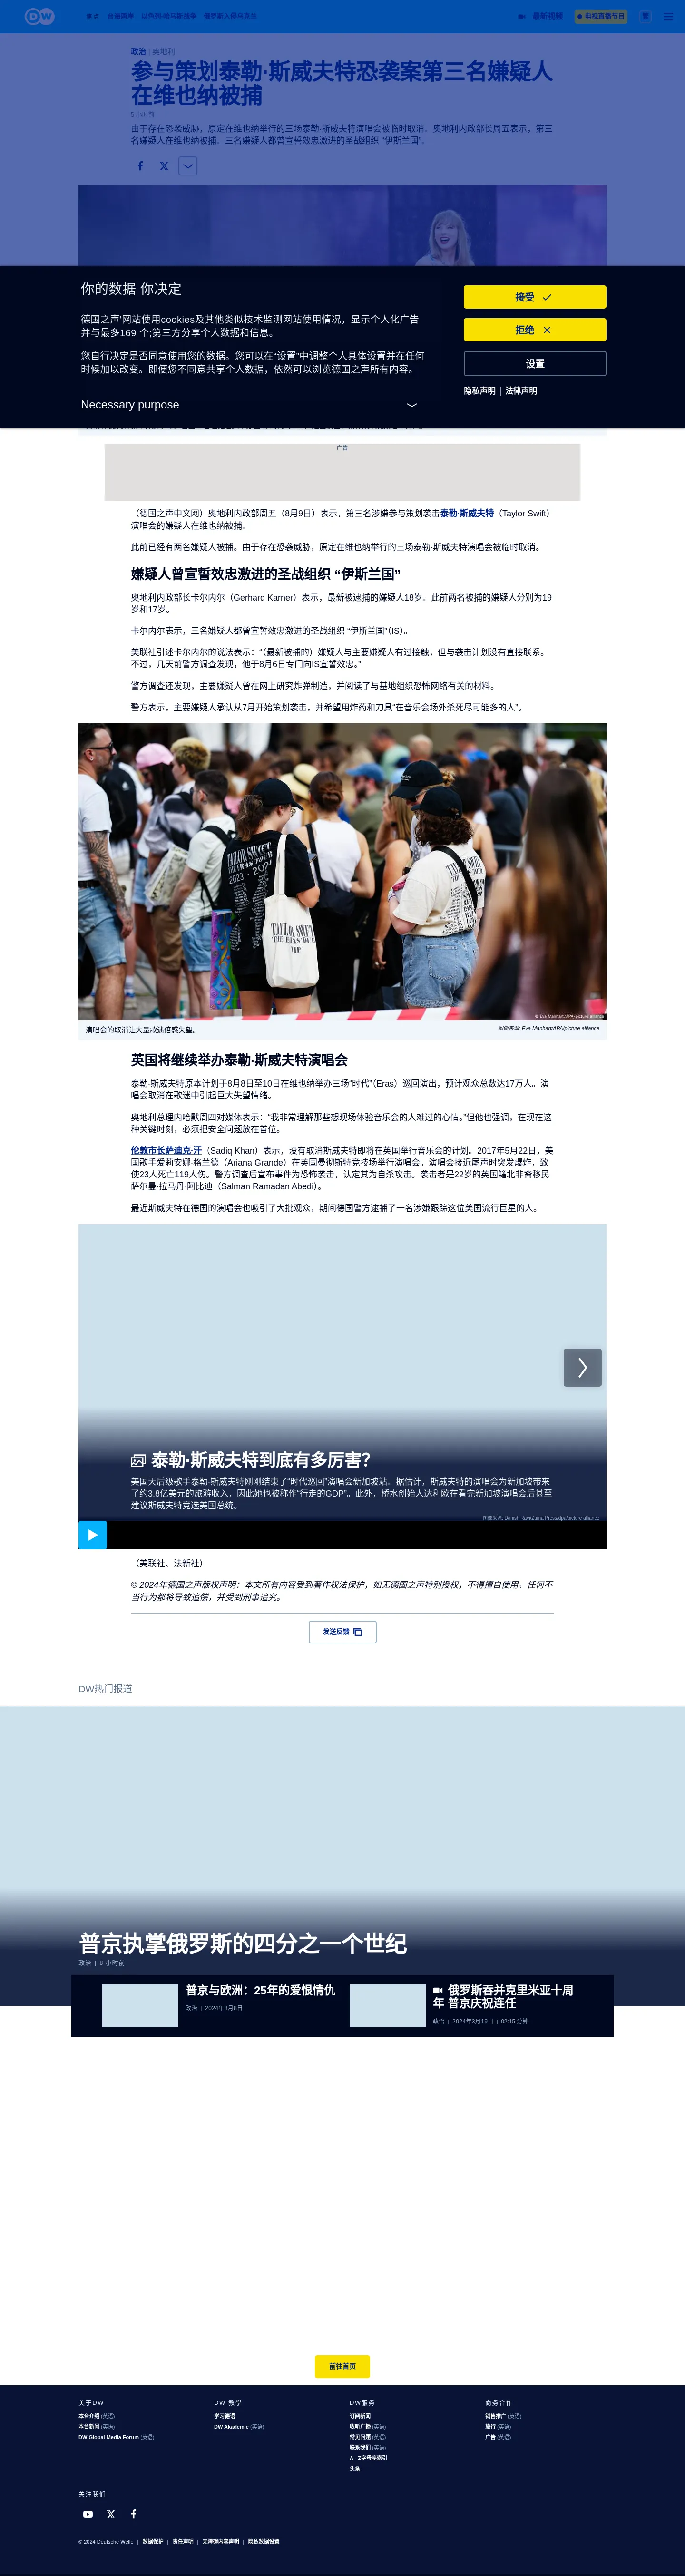 DW
焦点 台湾两岸 以色列-哈马斯战争 俄罗斯入侵乌克兰
最新视频
电视直播节目
繁
政治 | 奥地利
参与策划泰勒·斯威夫特恐袭案第三名嫌疑人
在维也纳被捕
5 小时前
由于存在恐袭威胁，原定在维也纳举行的三场泰勒·斯威夫特演唱会被临时取消。奥地利内政部长周五表示，第三
名嫌疑人在维也纳被捕。三名嫌疑人都曾宣誓效忠激进的圣战组织 “伊斯兰国”。
你的数据 你决定
德国之声'网站使用cookies及其他类似技术监测网站使用情况，显示个人化广告
并与最多169 个;第三方分享个人数据和信息。
您自行决定是否同意使用您的数据。您可以在“设置”中调整个人具体设置并在任何
时候加以改变。即便您不同意共享个人数据，依然可以浏览德国之声所有内容。
Necessary purpose
接受
拒绝
设置
隐私声明 | 法律声明
广告
（德国之声中文网）奥地利内政部周五（8月9日）表示，第三名涉嫌参与策划袭击泰勒·斯威夫特（Taylor Swift）
演唱会的嫌疑人在维也纳被捕。
此前已经有两名嫌疑人被捕。由于存在恐袭威胁，原定在维也纳举行的三场泰勒·斯威夫特演唱会被临时取消。
嫌疑人曾宣誓效忠激进的圣战组织 “伊斯兰国”
奥地利内政部长卡尔内尔（Gerhard Karner）表示，最新被逮捕的嫌疑人18岁。此前两名被捕的嫌疑人分别为19
岁和17岁。
卡尔内尔表示，三名嫌疑人都曾宣誓效忠激进的圣战组织 “伊斯兰国”（IS）。
美联社引述卡尔内尔的说法表示：“（最新被捕的）嫌疑人与主要嫌疑人有过接触，但与袭击计划没有直接联系。
不过，几天前警方调查发现，他于8月6日专门向IS宣誓效忠。”
警方调查还发现，主要嫌疑人曾在网上研究炸弹制造，并阅读了与基地组织恐怖网络有关的材料。
警方表示，主要嫌疑人承认从7月开始策划袭击，并希望用炸药和刀具“在音乐会场外杀死尽可能多的人”。
TAYLOR SWIFT
THE ERAS TOUR
2023 - 202
TAYLOR
SWIFT
© Eva Manhart/APA/picture alliance
演唱会的取消让大量歌迷倍感失望。
图像来源: Eva Manhart/APA/picture alliance
英国将继续举办泰勒·斯威夫特演唱会
泰勒·斯威夫特原本计划于8月8日至10日在维也纳举办三场“时代”（Eras）巡回演出，预计观众总数达17万人。演
唱会取消在歌迷中引起巨大失望情绪。
奥地利总理内哈默周四对媒体表示：“我非常理解那些想现场体验音乐会的人难过的心情。”但他也强调，在现在这
种关键时刻，必须把安全问题放在首位。
伦敦市长萨迪克·汗（Sadiq Khan）表示，没有取消斯威夫特即将在英国举行音乐会的计划。2017年5月22日，美
国歌手爱莉安娜·格兰德（Ariana Grande）在英国曼彻斯特竞技场举行演唱会。演唱会接近尾声时突发爆炸，致
使23人死亡119人伤。警方调查后宣布事件为恐怖袭击，认定其为自杀攻击。袭击者是22岁的英国籍北非裔移民
萨尔曼·拉马丹·阿比迪（Salman Ramadan Abedi）。
最近斯威夫特在德国的演唱会也吸引了大批观众，期间德国警方逮捕了一名涉嫌跟踪这位美国流行巨星的人。
泰勒·斯威夫特到底有多厉害？
美国天后级歌手泰勒·斯威夫特刚刚结束了“时代巡回”演唱会新加坡站。据估计，斯威夫特的演唱会为新加坡带来
了约3.8亿美元的旅游收入，因此她也被称作“行走的GDP”。此外，桥水创始人达利欧在看完新加坡演唱会后甚至
建议斯威夫特竞选美国总统。
图像来源: Danish Ravi/Zuma Press/dpa/picture alliance
（美联社、法新社）
© 2024年德国之声版权声明：本文所有内容受到著作权法保护，如无德国之声特别授权，不得擅自使用。任何不
当行为都将导致追偿，并受到刑事追究。
发送反馈
DW热门报道
普京执掌俄罗斯的四分之一个世纪
政治 | 8 小时前
普京与欧洲：25年的爱恨情仇
政治 | 2024年8月8日
俄罗斯吞并克里米亚十周
年 普京庆祝连任
政治 | 2024年3月19日 | 02:15 分钟
前往首页
关于DW
本台介绍 (英语)
本台新闻 (英语)
DW Global Media Forum (英语)
DW 教學
学习德语
DW Akademie (英语)
DW服务
订阅新闻
收听广播 (英语)
常见问题 (英语)
联系我们 (英语)
A - Z字母序索引
头条
商务合作
销售推广 (英语)
旅行 (英语)
广告 (英语)
关注我们
© 2024 Deutsche Welle | 数据保护 | 责任声明 | 无障碍内容声明 | 隐私数据设置